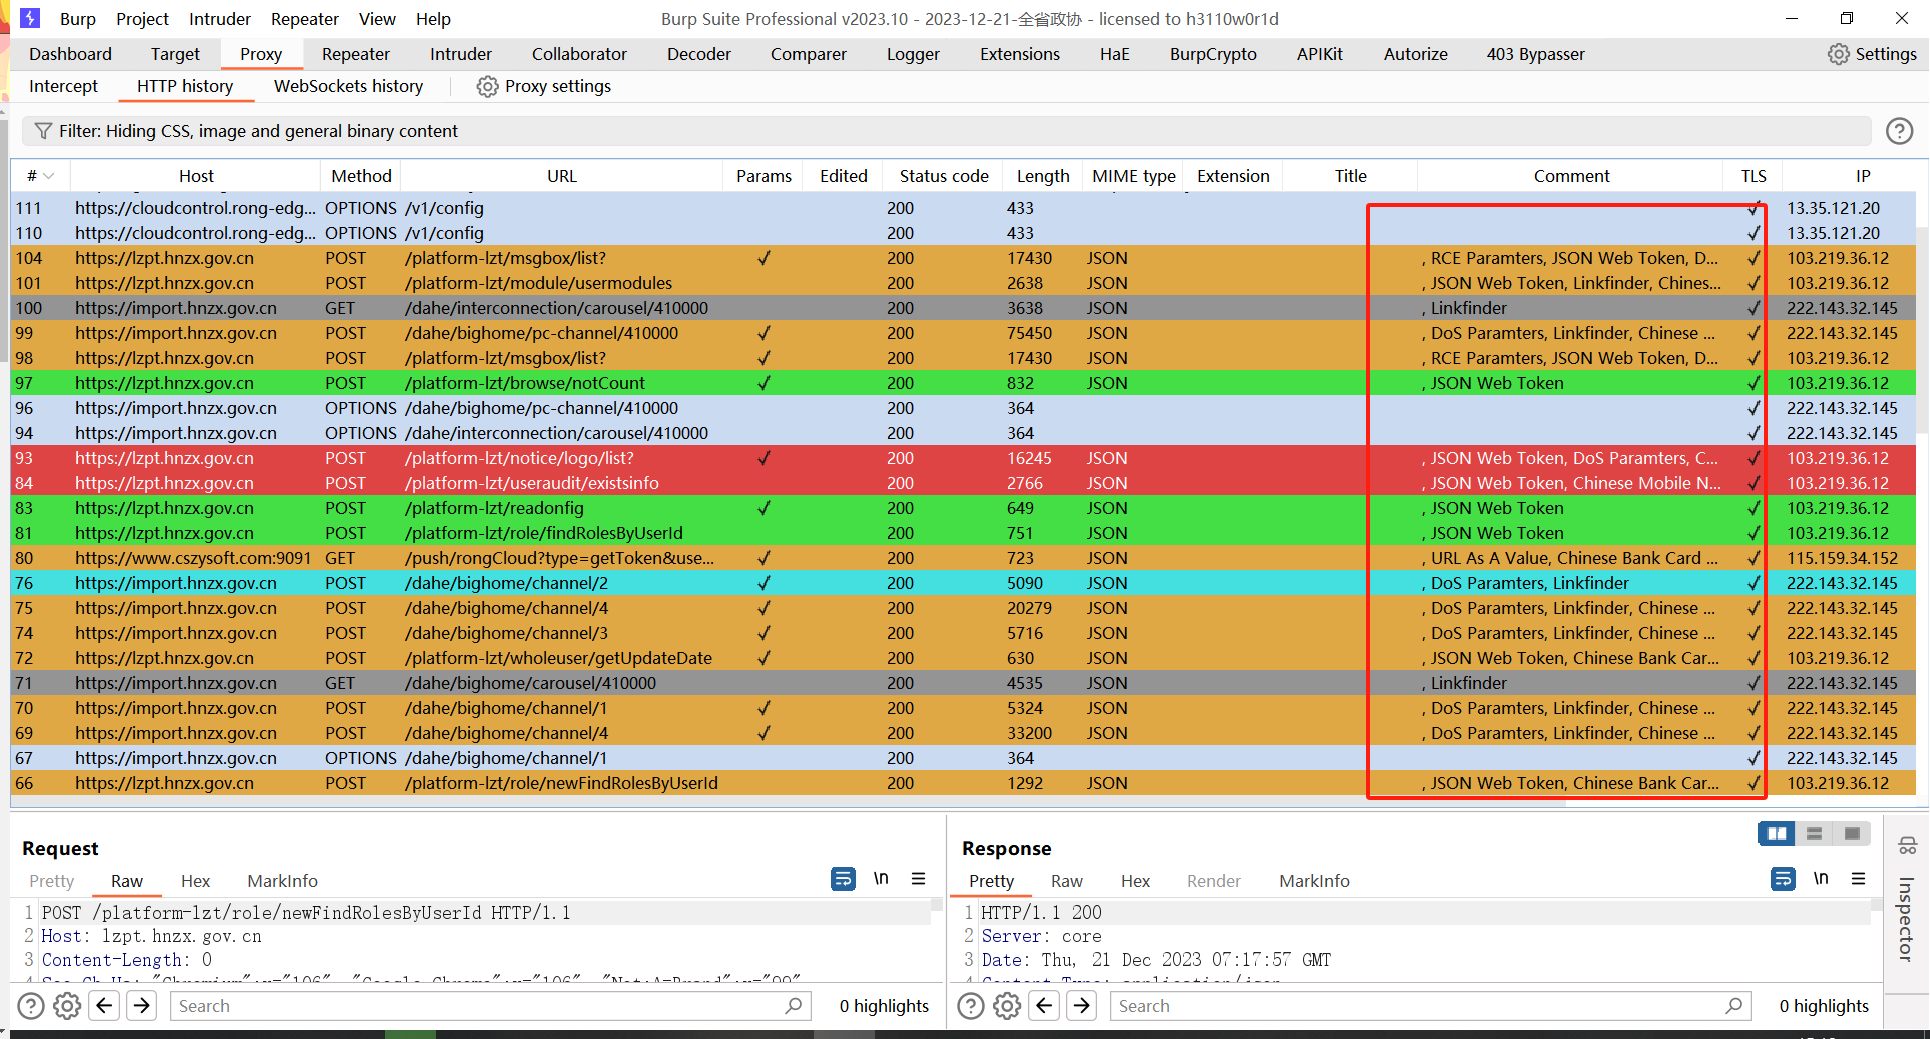 Burp Project Intruder Repeater View Help Burp Suite Professional v2023.10 - 2023-12-21-全省政协 - licensed to h3110w0r1d
Dashboard Target Proxy Repeater Intruder Collaborator Decoder Comparer Logger Extensions HaE BurpCrypto APIKit Autorize 403 Bypasser Settings
Intercept HTTP history WebSockets history Proxy settings
Filter: Hiding CSS, image and general binary content
# Host Method URL Params Edited Status code Length MIME type Extension Title Comment TLS IP
111 https://cloudcontrol.rong-edg... OPTIONS /v1/config 200 433 ✓ 13.35.121.20
110 https://cloudcontrol.rong-edg... OPTIONS /v1/config 200 433 ✓ 13.35.121.20
104 https://lzpt.hnzx.gov.cn POST /platform-lzt/msgbox/list? ✓ 200 17430 JSON , RCE Paramters, JSON Web Token, D... ✓ 103.219.36.12
101 https://lzpt.hnzx.gov.cn POST /platform-lzt/module/usermodules 200 2638 JSON , JSON Web Token, Linkfinder, Chines... ✓ 103.219.36.12
100 https://import.hnzx.gov.cn GET /dahe/interconnection/carousel/410000 200 3638 JSON , Linkfinder ✓ 222.143.32.145
99 https://import.hnzx.gov.cn POST /dahe/bighome/pc-channel/410000 ✓ 200 75450 JSON , DoS Paramters, Linkfinder, Chinese ... ✓ 222.143.32.145
98 https://lzpt.hnzx.gov.cn POST /platform-lzt/msgbox/list? ✓ 200 17430 JSON , RCE Paramters, JSON Web Token, D... ✓ 103.219.36.12
97 https://lzpt.hnzx.gov.cn POST /platform-lzt/browse/notCount ✓ 200 832 JSON , JSON Web Token ✓ 103.219.36.12
96 https://import.hnzx.gov.cn OPTIONS /dahe/bighome/pc-channel/410000 200 364 ✓ 222.143.32.145
94 https://import.hnzx.gov.cn OPTIONS /dahe/interconnection/carousel/410000 200 364 ✓ 222.143.32.145
93 https://lzpt.hnzx.gov.cn POST /platform-lzt/notice/logo/list? ✓ 200 16245 JSON , JSON Web Token, DoS Paramters, C... ✓ 103.219.36.12
84 https://lzpt.hnzx.gov.cn POST /platform-lzt/useraudit/existsinfo 200 2766 JSON , JSON Web Token, Chinese Mobile N... ✓ 103.219.36.12
83 https://lzpt.hnzx.gov.cn POST /platform-lzt/readonfig ✓ 200 649 JSON , JSON Web Token ✓ 103.219.36.12
81 https://lzpt.hnzx.gov.cn POST /platform-lzt/role/findRolesByUserId 200 751 JSON , JSON Web Token ✓ 103.219.36.12
80 https://www.cszysoft.com:9091 GET /push/rongCloud?type=getToken&use... ✓ 200 723 JSON , URL As A Value, Chinese Bank Card ... ✓ 115.159.34.152
76 https://import.hnzx.gov.cn POST /dahe/bighome/channel/2 ✓ 200 5090 JSON , DoS Paramters, Linkfinder ✓ 222.143.32.145
75 https://import.hnzx.gov.cn POST /dahe/bighome/channel/4 ✓ 200 20279 JSON , DoS Paramters, Linkfinder, Chinese ... ✓ 222.143.32.145
74 https://import.hnzx.gov.cn POST /dahe/bighome/channel/3 ✓ 200 5716 JSON , DoS Paramters, Linkfinder, Chinese ... ✓ 222.143.32.145
72 https://lzpt.hnzx.gov.cn POST /platform-lzt/wholeuser/getUpdateDate ✓ 200 630 JSON , JSON Web Token, Chinese Bank Car... ✓ 103.219.36.12
71 https://import.hnzx.gov.cn GET /dahe/bighome/carousel/410000 200 4535 JSON , Linkfinder ✓ 222.143.32.145
70 https://import.hnzx.gov.cn POST /dahe/bighome/channel/1 ✓ 200 5324 JSON , DoS Paramters, Linkfinder, Chinese ... ✓ 222.143.32.145
69 https://import.hnzx.gov.cn POST /dahe/bighome/channel/4 ✓ 200 33200 JSON , DoS Paramters, Linkfinder, Chinese ... ✓ 222.143.32.145
67 https://import.hnzx.gov.cn OPTIONS /dahe/bighome/channel/1 200 364 ✓ 222.143.32.145
66 https://lzpt.hnzx.gov.cn POST /platform-lzt/role/newFindRolesByUserId 200 1292 JSON , JSON Web Token, Chinese Bank Car... ✓ 103.219.36.12
Request
Pretty Raw Hex MarkInfo \n
1 POST /platform-lzt/role/newFindRolesByUserId HTTP/1.1
2 Host: lzpt.hnzx.gov.cn
3 Content-Length: 0
4 Sec-Ch-Ua: "Chromium";v="106", "Google Chrome";v="106", "Not;A=Brand";v="99"
Search 0 highlights
Response
Pretty Raw Hex Render MarkInfo \n
1 HTTP/1.1 200
2 Server: core
3 Date: Thu, 21 Dec 2023 07:17:57 GMT
4 Content-Type: application/json
Search 0 highlights
Inspector